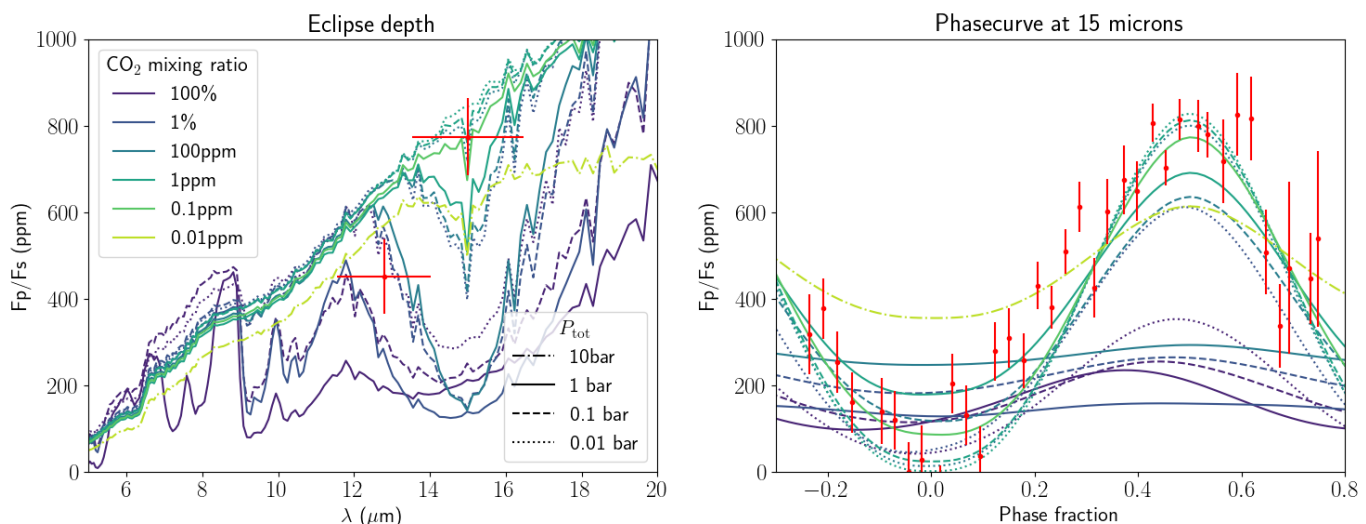 Eclipse depth
1000
800
600
400
200
0
Fp/Fs (ppm)
6
8
10
12
14
16
18
20
λ (μm)
CO₂ mixing ratio
100%
1%
100ppm
1ppm
0.1ppm
0.01ppm
P_tot
10bar
1 bar
0.1 bar
0.01 bar
Phasecurve at 15 microns
1000
800
600
400
200
0
Fp/Fs (ppm)
−0.2
0.0
0.2
0.4
0.6
0.8
Phase fraction